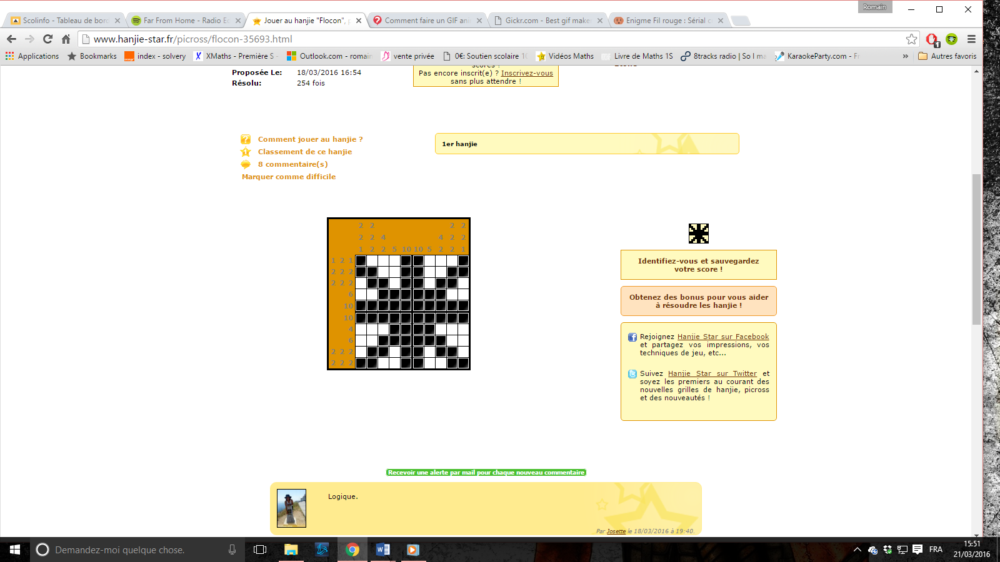 Romain
Scolinfo - Tableau de bord
Far From Home - Radio Ed
Jouer au hanjie "Flocon",
Comment faire un GIF ani
Gickr.com - Best gif make
Enigme Fil rouge : Sérial c
www.hanjie-star.fr/picross/flocon-35693.html
Applications
Bookmarks
index - solvery
XMaths - Première S -
Outlook.com - romain
vente privée
0€: Soutien scolaire 10
Vidéos Maths
Livre de Maths 1S
8tracks radio | So I ma
KaraokeParty.com - Fr
»
Autres favoris
Proposée Le: 18/03/2016 16:54
Résolu: 254 fois
scores !
Pas encore inscrit(e) ? Inscrivez-vous
sans plus attendre !
Comment jouer au hanjie ?
Classement de ce hanjie
8 commentaire(s)
Marquer comme difficile
1er hanjie
2 2 2 2
2 2 4 4 2 2
1 2 2 5 10 10 5 2 2 1
1 2 1
2 2 2
2 2 2
6
10
10
4
6
2 2 2
2 2 2
Identifiez-vous et sauvegardez
votre score !
Obtenez des bonus pour vous aider
à résoudre les hanjie !
Rejoignez Hanjie Star sur Facebook
et partagez vos impressions, vos
techniques de jeu, etc...
Suivez Hanjie Star sur Twitter et
soyez les premiers au courant des
nouvelles grilles de hanjie, picross
et des nouveautés !
Recevoir une alerte par mail pour chaque nouveau commentaire
Logique.
Par Josette le 18/03/2016 à 19:40.
Demandez-moi quelque chose.
FRA
15:51
21/03/2016